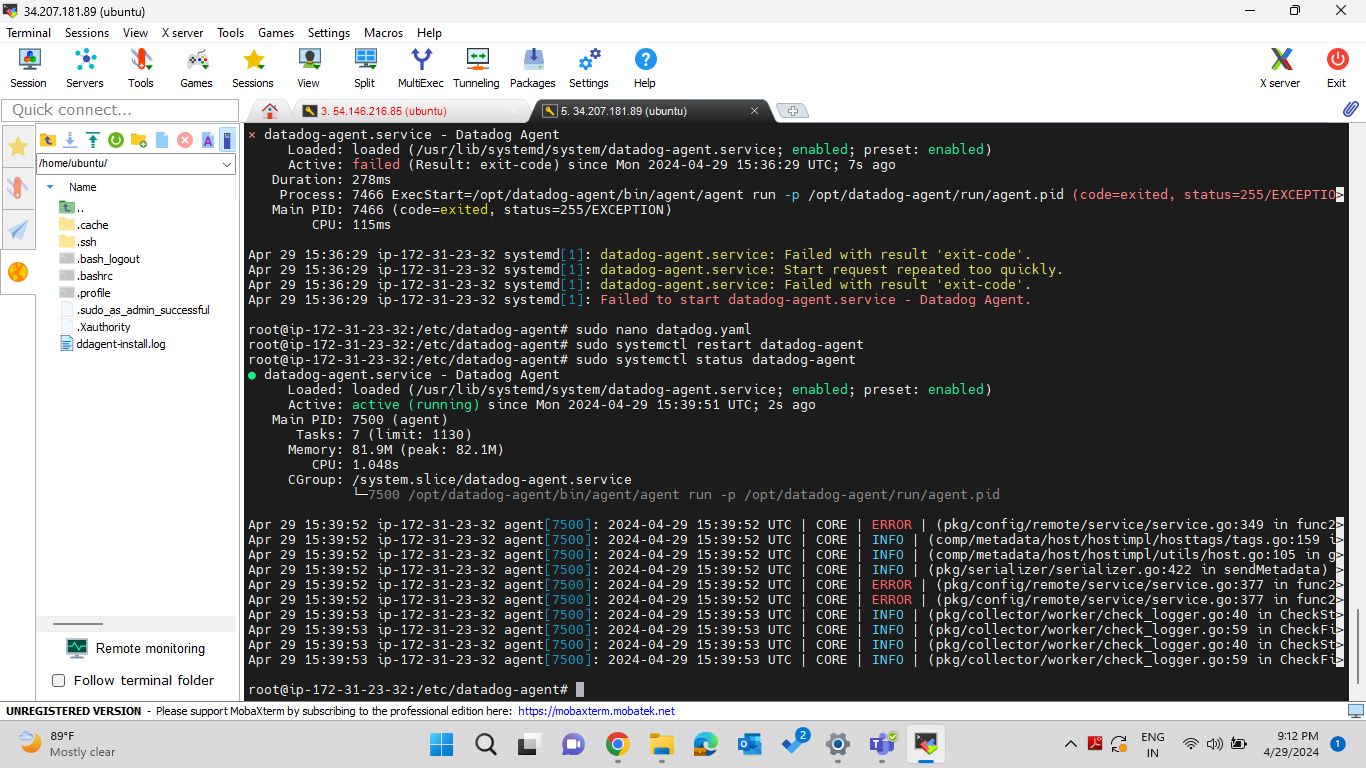 34.207.181.89 (ubuntu)
Terminal Sessions View X server Tools Games Settings Macros Help
Session Servers Tools Games Sessions View Split MultiExec Tunneling Packages Settings Help X server Exit
Quick connect...
3. 54.146.216.85 (ubuntu)
5. 34.207.181.89 (ubuntu)
/home/ubuntu/
Name
..
.cache
.ssh
.bash_logout
.bashrc
.profile
.sudo_as_admin_successful
.Xauthority
ddagent-install.log
Remote monitoring
Follow terminal folder
× datadog-agent.service - Datadog Agent
Loaded: loaded (/usr/lib/systemd/system/datadog-agent.service; enabled; preset: enabled)
Active: failed (Result: exit-code) since Mon 2024-04-29 15:36:29 UTC; 7s ago
Duration: 278ms
Process: 7466 ExecStart=/opt/datadog-agent/bin/agent/agent run -p /opt/datadog-agent/run/agent.pid (code=exited, status=255/EXCEPTIO>
Main PID: 7466 (code=exited, status=255/EXCEPTION)
CPU: 115ms
Apr 29 15:36:29 ip-172-31-23-32 systemd[1]: datadog-agent.service: Failed with result 'exit-code'.
Apr 29 15:36:29 ip-172-31-23-32 systemd[1]: datadog-agent.service: Start request repeated too quickly.
Apr 29 15:36:29 ip-172-31-23-32 systemd[1]: datadog-agent.service: Failed with result 'exit-code'.
Apr 29 15:36:29 ip-172-31-23-32 systemd[1]: Failed to start datadog-agent.service - Datadog Agent.
root@ip-172-31-23-32:/etc/datadog-agent# sudo nano datadog.yaml
root@ip-172-31-23-32:/etc/datadog-agent# sudo systemctl restart datadog-agent
root@ip-172-31-23-32:/etc/datadog-agent# sudo systemctl status datadog-agent
● datadog-agent.service - Datadog Agent
Loaded: loaded (/usr/lib/systemd/system/datadog-agent.service; enabled; preset: enabled)
Active: active (running) since Mon 2024-04-29 15:39:51 UTC; 2s ago
Main PID: 7500 (agent)
Tasks: 7 (limit: 1130)
Memory: 81.9M (peak: 82.1M)
CPU: 1.048s
CGroup: /system.slice/datadog-agent.service
└─7500 /opt/datadog-agent/bin/agent/agent run -p /opt/datadog-agent/run/agent.pid
Apr 29 15:39:52 ip-172-31-23-32 agent[7500]: 2024-04-29 15:39:52 UTC | CORE | ERROR | (pkg/config/remote/service/service.go:349 in func2>
Apr 29 15:39:52 ip-172-31-23-32 agent[7500]: 2024-04-29 15:39:52 UTC | CORE | INFO | (comp/metadata/host/hostimpl/hosttags/tags.go:159 i>
Apr 29 15:39:52 ip-172-31-23-32 agent[7500]: 2024-04-29 15:39:52 UTC | CORE | INFO | (comp/metadata/host/hostimpl/utils/host.go:105 in g>
Apr 29 15:39:52 ip-172-31-23-32 agent[7500]: 2024-04-29 15:39:52 UTC | CORE | INFO | (pkg/serializer/serializer.go:422 in sendMetadata) >
Apr 29 15:39:52 ip-172-31-23-32 agent[7500]: 2024-04-29 15:39:52 UTC | CORE | ERROR | (pkg/config/remote/service/service.go:377 in func2>
Apr 29 15:39:52 ip-172-31-23-32 agent[7500]: 2024-04-29 15:39:52 UTC | CORE | ERROR | (pkg/config/remote/service/service.go:377 in func2>
Apr 29 15:39:53 ip-172-31-23-32 agent[7500]: 2024-04-29 15:39:53 UTC | CORE | INFO | (pkg/collector/worker/check_logger.go:40 in CheckSt>
Apr 29 15:39:53 ip-172-31-23-32 agent[7500]: 2024-04-29 15:39:53 UTC | CORE | INFO | (pkg/collector/worker/check_logger.go:59 in CheckFi>
Apr 29 15:39:53 ip-172-31-23-32 agent[7500]: 2024-04-29 15:39:53 UTC | CORE | INFO | (pkg/collector/worker/check_logger.go:40 in CheckSt>
Apr 29 15:39:53 ip-172-31-23-32 agent[7500]: 2024-04-29 15:39:53 UTC | CORE | INFO | (pkg/collector/worker/check_logger.go:59 in CheckFi>
root@ip-172-31-23-32:/etc/datadog-agent#
UNREGISTERED VERSION - Please support MobaXterm by subscribing to the professional edition here: https://mobaxterm.mobatek.net
89°F
Mostly clear
2
ENG
IN
9:12 PM
4/29/2024
1